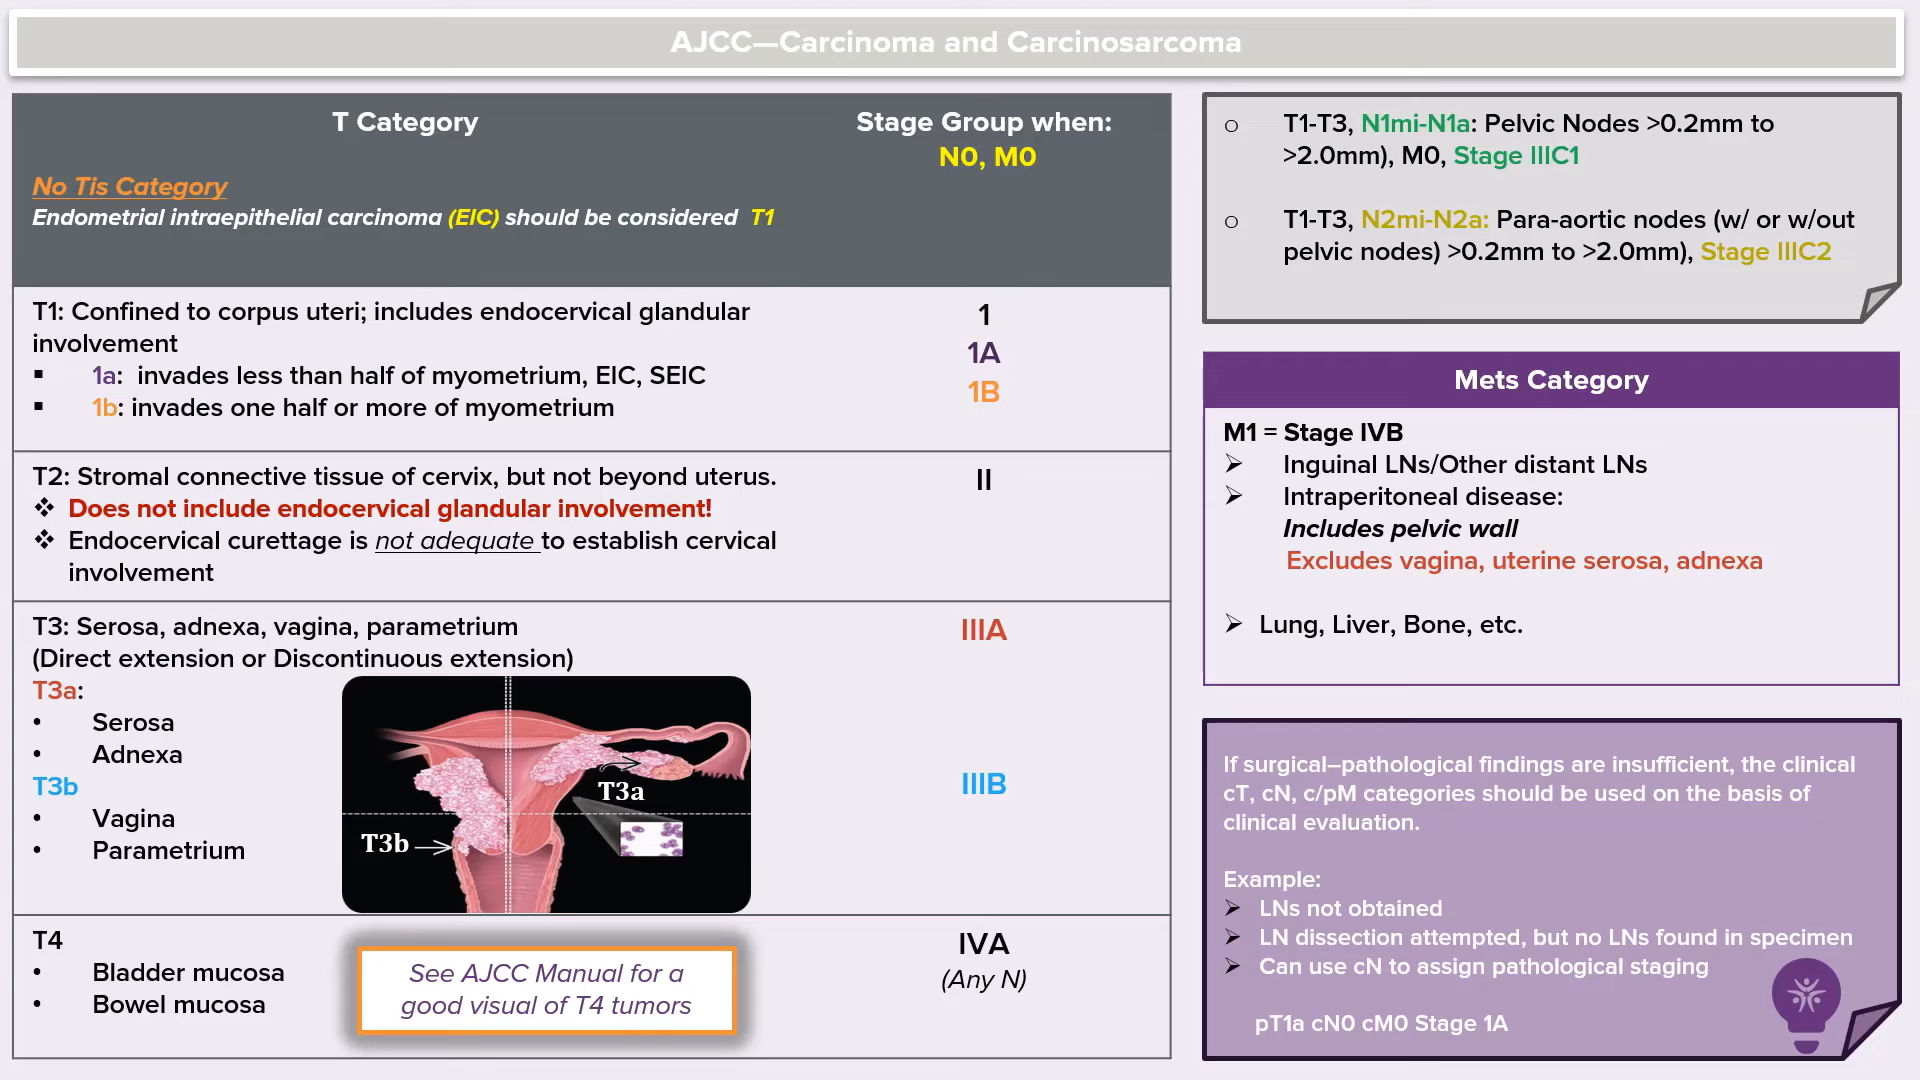 AJCC—Carcinoma and Carcinosarcoma
T Category
Stage Group when:
N0, M0
No Tis Category
Endometrial intraepithelial carcinoma (EIC) should be considered T1
T1: Confined to corpus uteri; includes endocervical glandular
involvement
▪ 1a: invades less than half of myometrium, EIC, SEIC
▪ 1b: invades one half or more of myometrium
1
1A
1B
T2: Stromal connective tissue of cervix, but not beyond uterus.
❖ Does not include endocervical glandular involvement!
❖ Endocervical curettage is not adequate to establish cervical
involvement
II
T3: Serosa, adnexa, vagina, parametrium
(Direct extension or Discontinuous extension)
T3a:
• Serosa
• Adnexa
T3b
• Vagina
• Parametrium
T3a
T3b
IIIA
IIIB
T4
• Bladder mucosa
• Bowel mucosa
See AJCC Manual for a
good visual of T4 tumors
IVA
(Any N)
o T1-T3, N1mi-N1a: Pelvic Nodes >0.2mm to
>2.0mm), M0, Stage IIIC1
o T1-T3, N2mi-N2a: Para-aortic nodes (w/ or w/out
pelvic nodes) >0.2mm to >2.0mm), Stage IIIC2
Mets Category
M1 = Stage IVB
➢ Inguinal LNs/Other distant LNs
➢ Intraperitoneal disease:
Includes pelvic wall
Excludes vagina, uterine serosa, adnexa
➢ Lung, Liver, Bone, etc.
If surgical–pathological findings are insufficient, the clinical
cT, cN, c/pM categories should be used on the basis of
clinical evaluation.
Example:
➢ LNs not obtained
➢ LN dissection attempted, but no LNs found in specimen
➢ Can use cN to assign pathological staging
pT1a cN0 cM0 Stage 1A